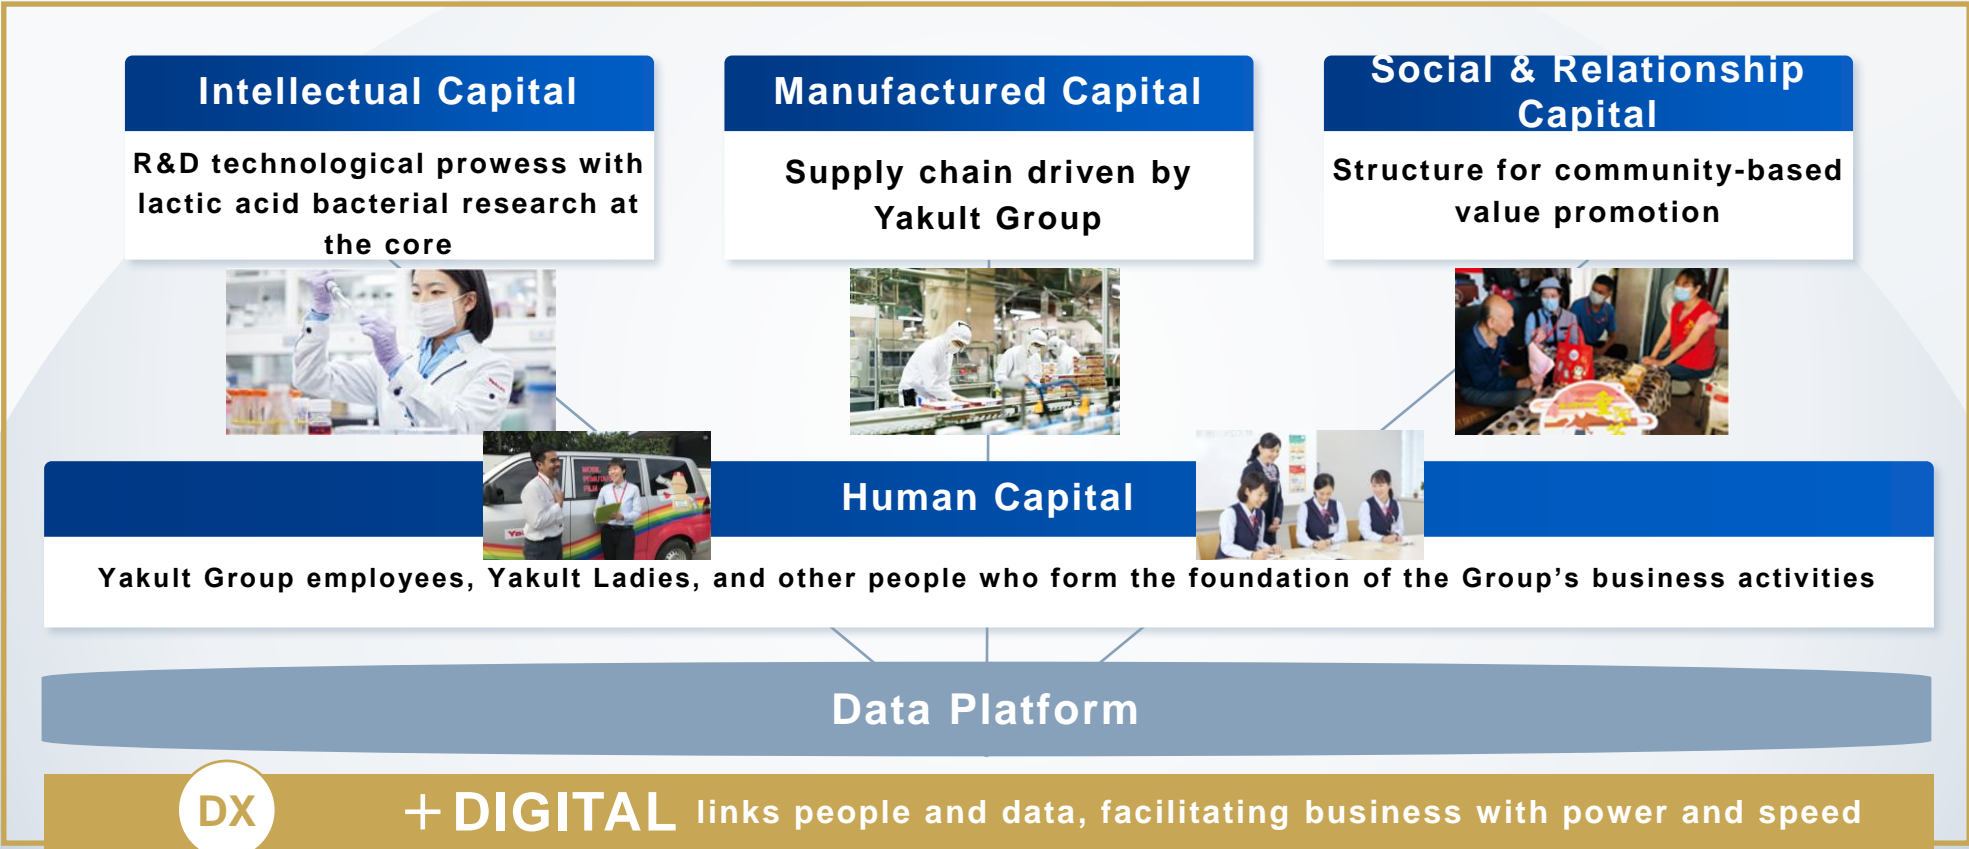 Intellectual Capital
R&D technological prowess with
lactic acid bacterial research at
the core
Manufactured Capital
Supply chain driven by
Yakult Group
Social & Relationship
Capital
Structure for community-based
value promotion
MOBIL
PEMUTAR
FILM
Human Capital
Yakult Group employees, Yakult Ladies, and other people who form the foundation of the Group’s business activities
Data Platform
DX
+DIGITAL links people and data, facilitating business with power and speed